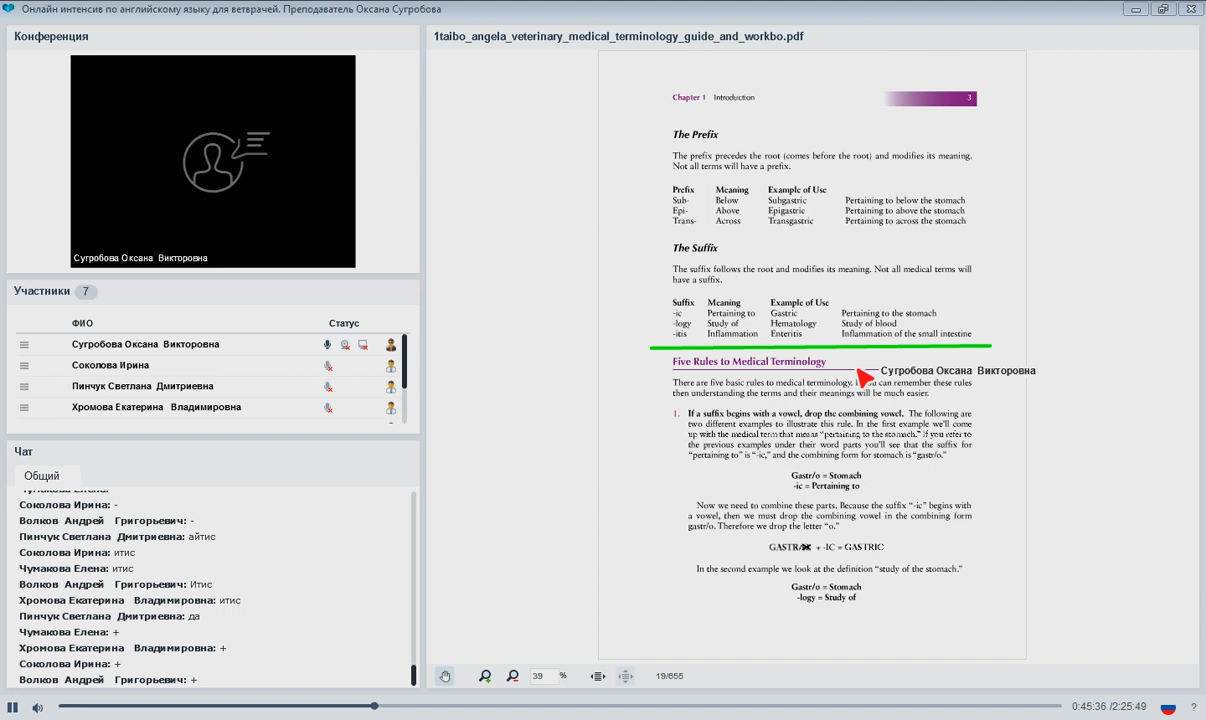 Онлайн интенсив по английскому языку для ветврачей. Преподаватель Оксана Сугробова
Конференция
Сугробова Оксана Викторовна
Участники 7
ФИО Статус
Сугробова Оксана Викторовна
Соколова Ирина
Пинчук Светлана Дмитриевна
Хромова Екатерина Владимировна
Чат
Общий
Чумакова Елена: -
Соколова Ирина: -
Волков Андрей Григорьевич: -
Пинчук Светлана Дмитриевна: айтис
Соколова Ирина: итис
Чумакова Елена: итис
Волков Андрей Григорьевич: Итис
Хромова Екатерина Владимировна: итис
Пинчук Светлана Дмитриевна: да
Чумакова Елена: +
Хромова Екатерина Владимировна: +
Соколова Ирина: +
Волков Андрей Григорьевич: +
1taibo_angela_veterinary_medical_terminology_guide_and_workbo.pdf
Chapter 1 Introduction 3
The Prefix
The prefix precedes the root (comes before the root) and modifies its meaning.
Not all terms will have a prefix.
Prefix Meaning Example of Use
Sub- Below Subgastric Pertaining to below the stomach
Epi- Above Epigastric Pertaining to above the stomach
Trans- Across Transgastric Pertaining to across the stomach
The Suffix
The suffix follows the root and modifies its meaning. Not all medical terms will
have a suffix.
Suffix Meaning Example of Use
-ic Pertaining to Gastric Pertaining to the stomach
-logy Study of Hematology Study of blood
-itis Inflammation Enteritis Inflammation of the small intestine
Five Rules to Medical Terminology
Сугробова Оксана Викторовна
There are five basic rules to medical terminology. If you can remember these rules
then understanding the terms and their meanings will be much easier.
1. If a suffix begins with a vowel, drop the combining vowel. The following are
two different examples to illustrate this rule. In the first example we'll come
up with the medical term that means "pertaining to the stomach." If you refer to
the previous examples under their word parts you'll see that the suffix for
"pertaining to" is "-ic," and the combining form for stomach is "gastr/o."
Gastr/o = Stomach
-ic = Pertaining to
Now we need to combine these parts. Because the suffix "-ic" begins with
a vowel, then we must drop the combining vowel in the combining form
gastr/o. Therefore we drop the letter "o."
GASTR/ + -IC = GASTRIC
In the second example we look at the definition "study of the stomach."
Gastr/o = Stomach
-logy = Study of
39 % 19/655
0:45:36 /2:25:49 ?